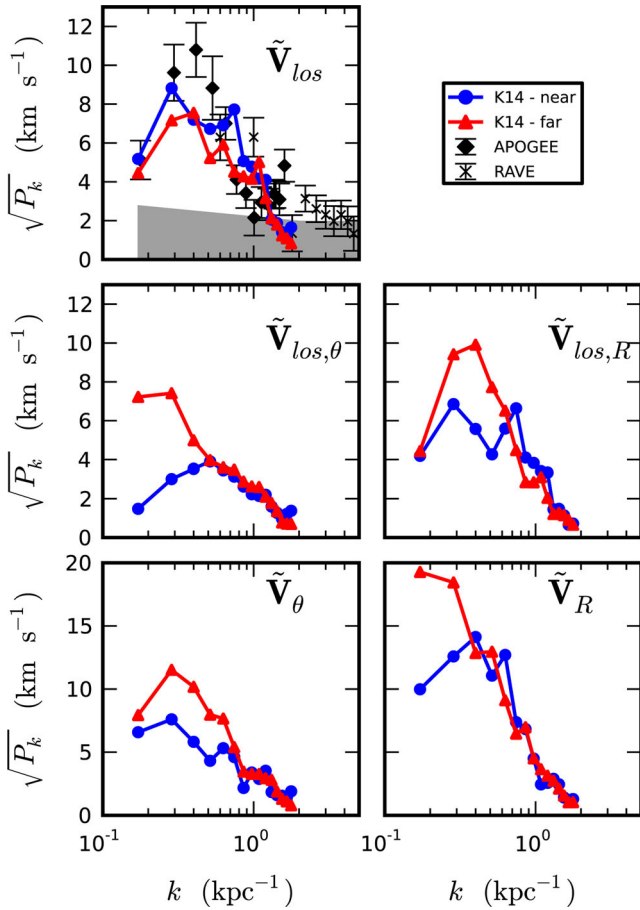 12
10
8
6
4
2
0
√P_k (km s⁻¹)
Ṽ_los
K14 - near
K14 - far
APOGEE
RAVE
12
10
8
6
4
2
0
√P_k (km s⁻¹)
Ṽ_los,θ
Ṽ_los,R
20
15
10
5
0
√P_k (km s⁻¹)
Ṽ_θ
Ṽ_R
10⁻¹ 10⁰ 10⁻¹ 10⁰
k (kpc⁻¹) k (kpc⁻¹)